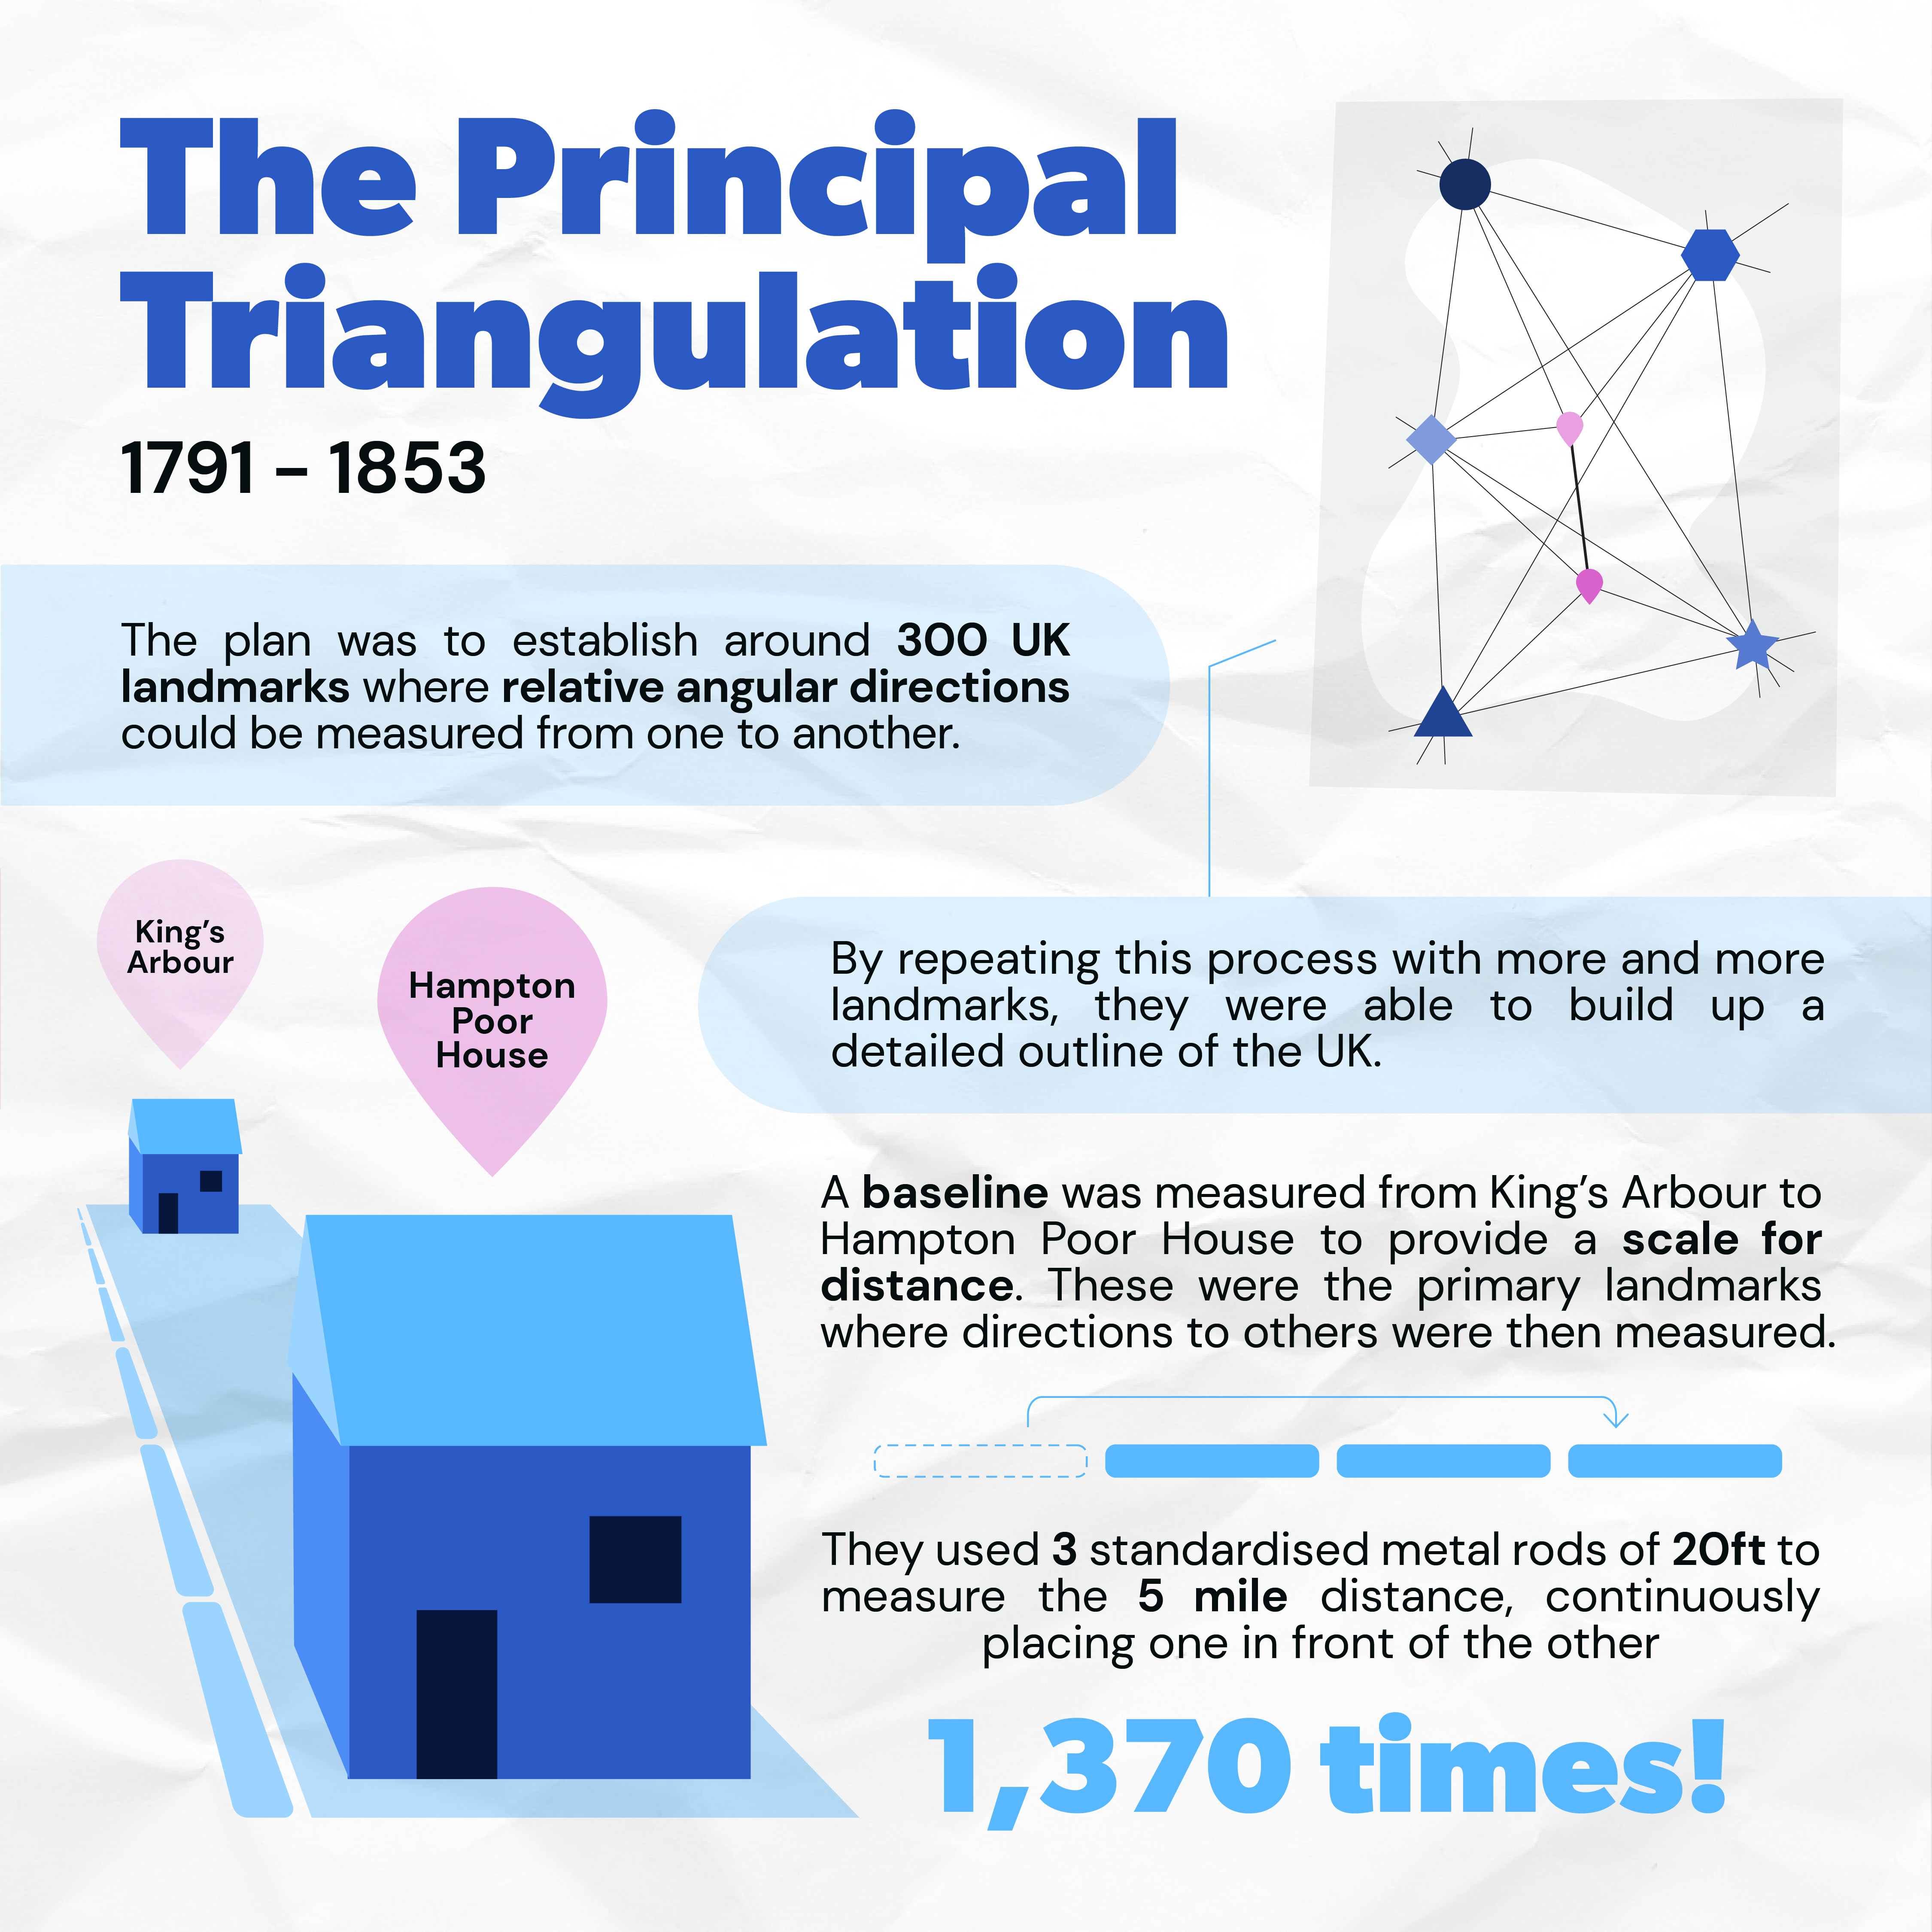 The Principal
Triangulation
1791 – 1853
The plan was to establish around 300 UK
landmarks where relative angular directions
could be measured from one to another.
King’s
Arbour
Hampton
Poor
House
By repeating this process with more and more
landmarks, they were able to build up a
detailed outline of the UK.
A baseline was measured from King’s Arbour to
Hampton Poor House to provide a scale for
distance. These were the primary landmarks
where directions to others were then measured.
They used 3 standardised metal rods of 20ft to
measure the 5 mile distance, continuously
placing one in front of the other
1,370 times!